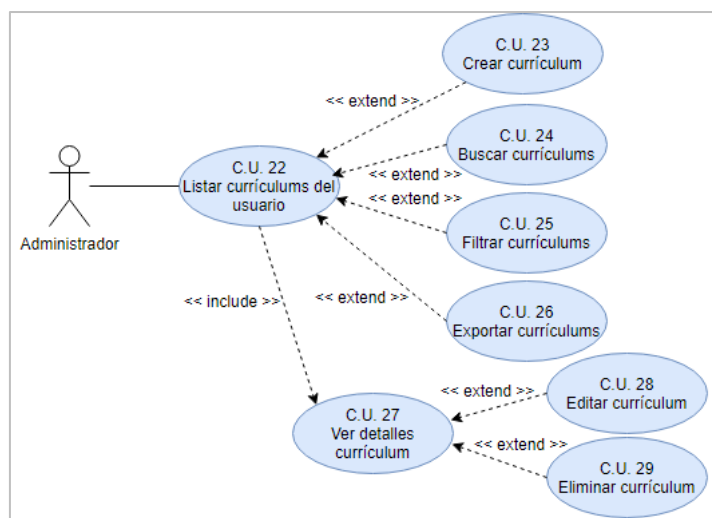 C.U. 23
Crear currículum
<< extend >>
C.U. 24
Buscar currículums
<< extend >>
C.U. 22
Listar currículums del
usuario
Administrador
<< extend >>
C.U. 25
Filtrar currículums
<< include >>
<< extend >>
C.U. 26
Exportar currículums
C.U. 27
Ver detalles
currículum
<< extend >>
C.U. 28
Editar currículum
<< extend >>
C.U. 29
Eliminar currículum